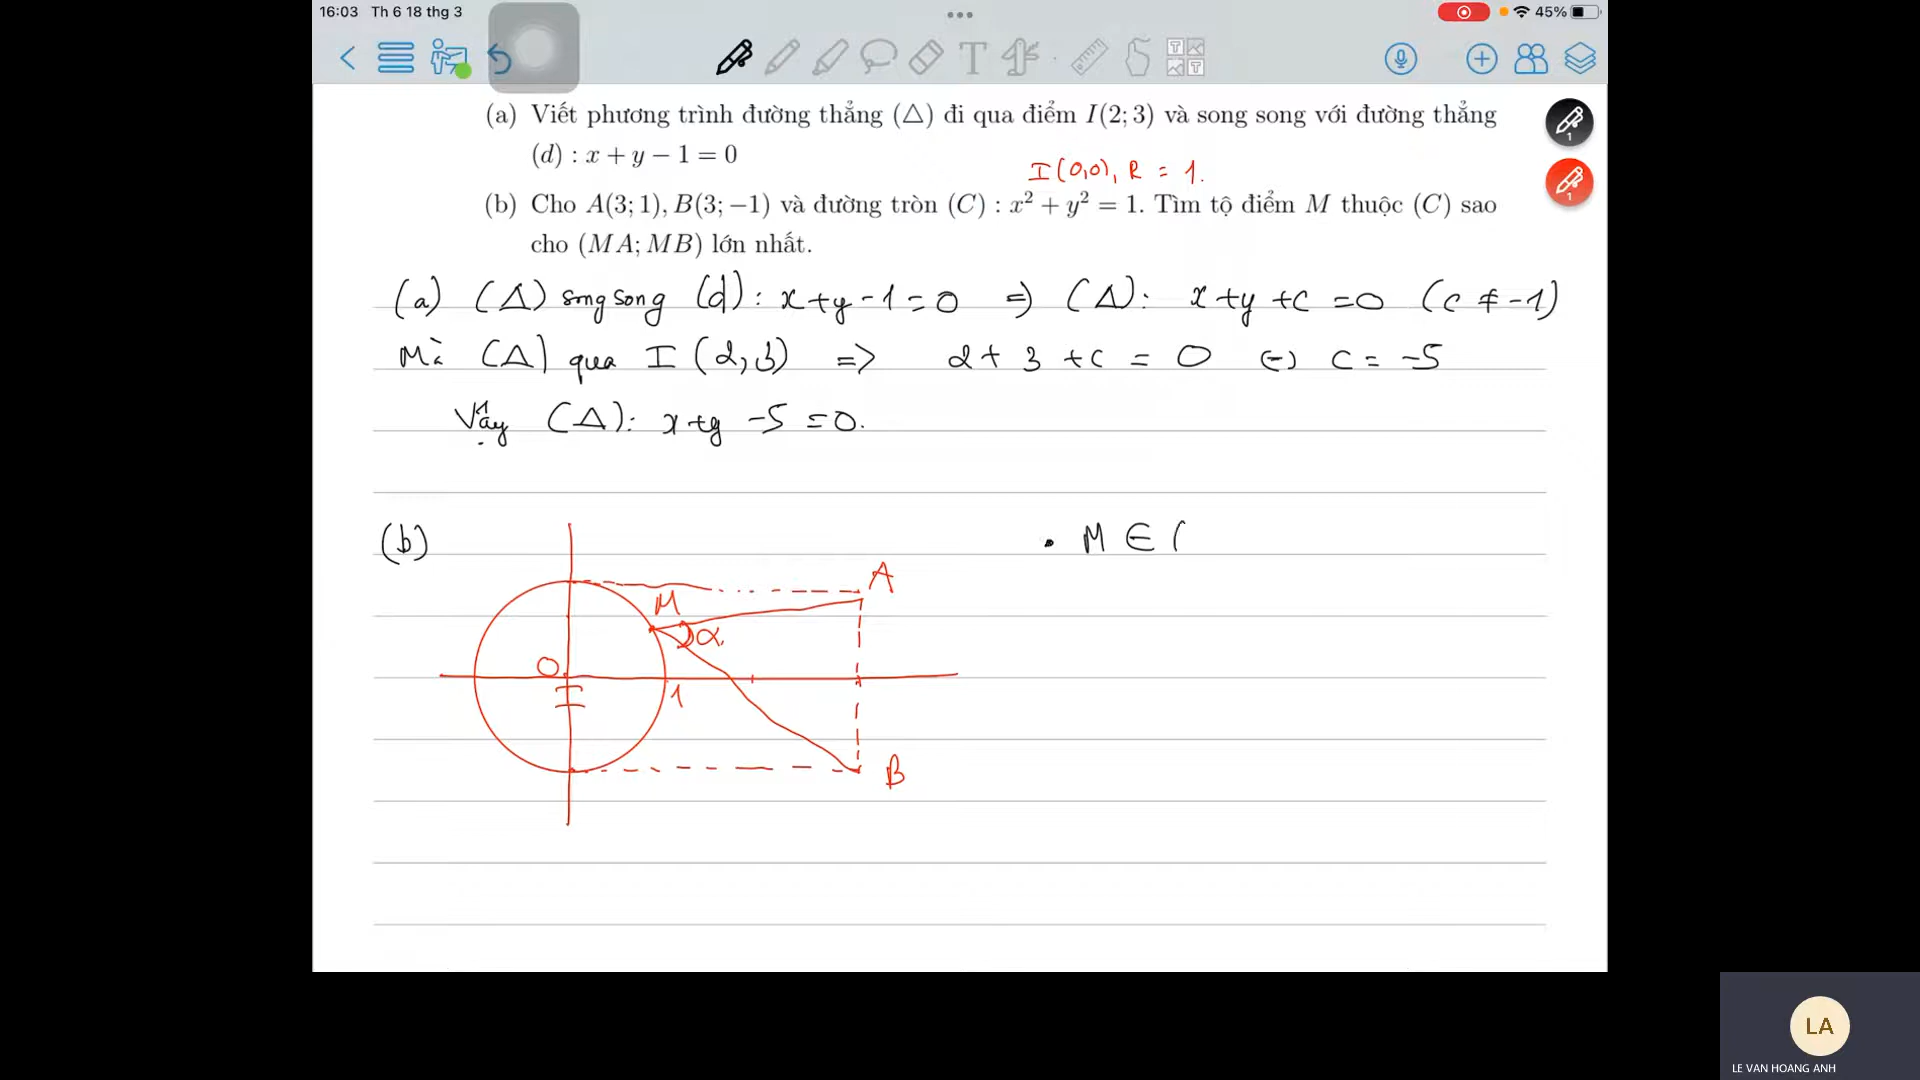 16:03 Th 6 18 thg 3
45%
(a) Viết phương trình đường thẳng (△) đi qua điểm I(2; 3) và song song với đường thẳng
(d) : x + y − 1 = 0
I(0,0), R = 1.
(b) Cho A(3; 1), B(3; −1) và đường tròn (C) : x² + y² = 1. Tìm tộ điểm M thuộc (C) sao
cho (MA; MB) lớn nhất.
(a) (Δ) song song (d): x+y-1=0 => (Δ): x+y+c=0 (c ≠ -1)
Mà (Δ) qua I (2,3) => 2+3+c = 0 (=) c = -5
Vậy (Δ): x+y -5 =0.
(b)
• M ∈ (
A
M
α
O
1
I
B
1
1
T
LA
LE VAN HOANG ANH